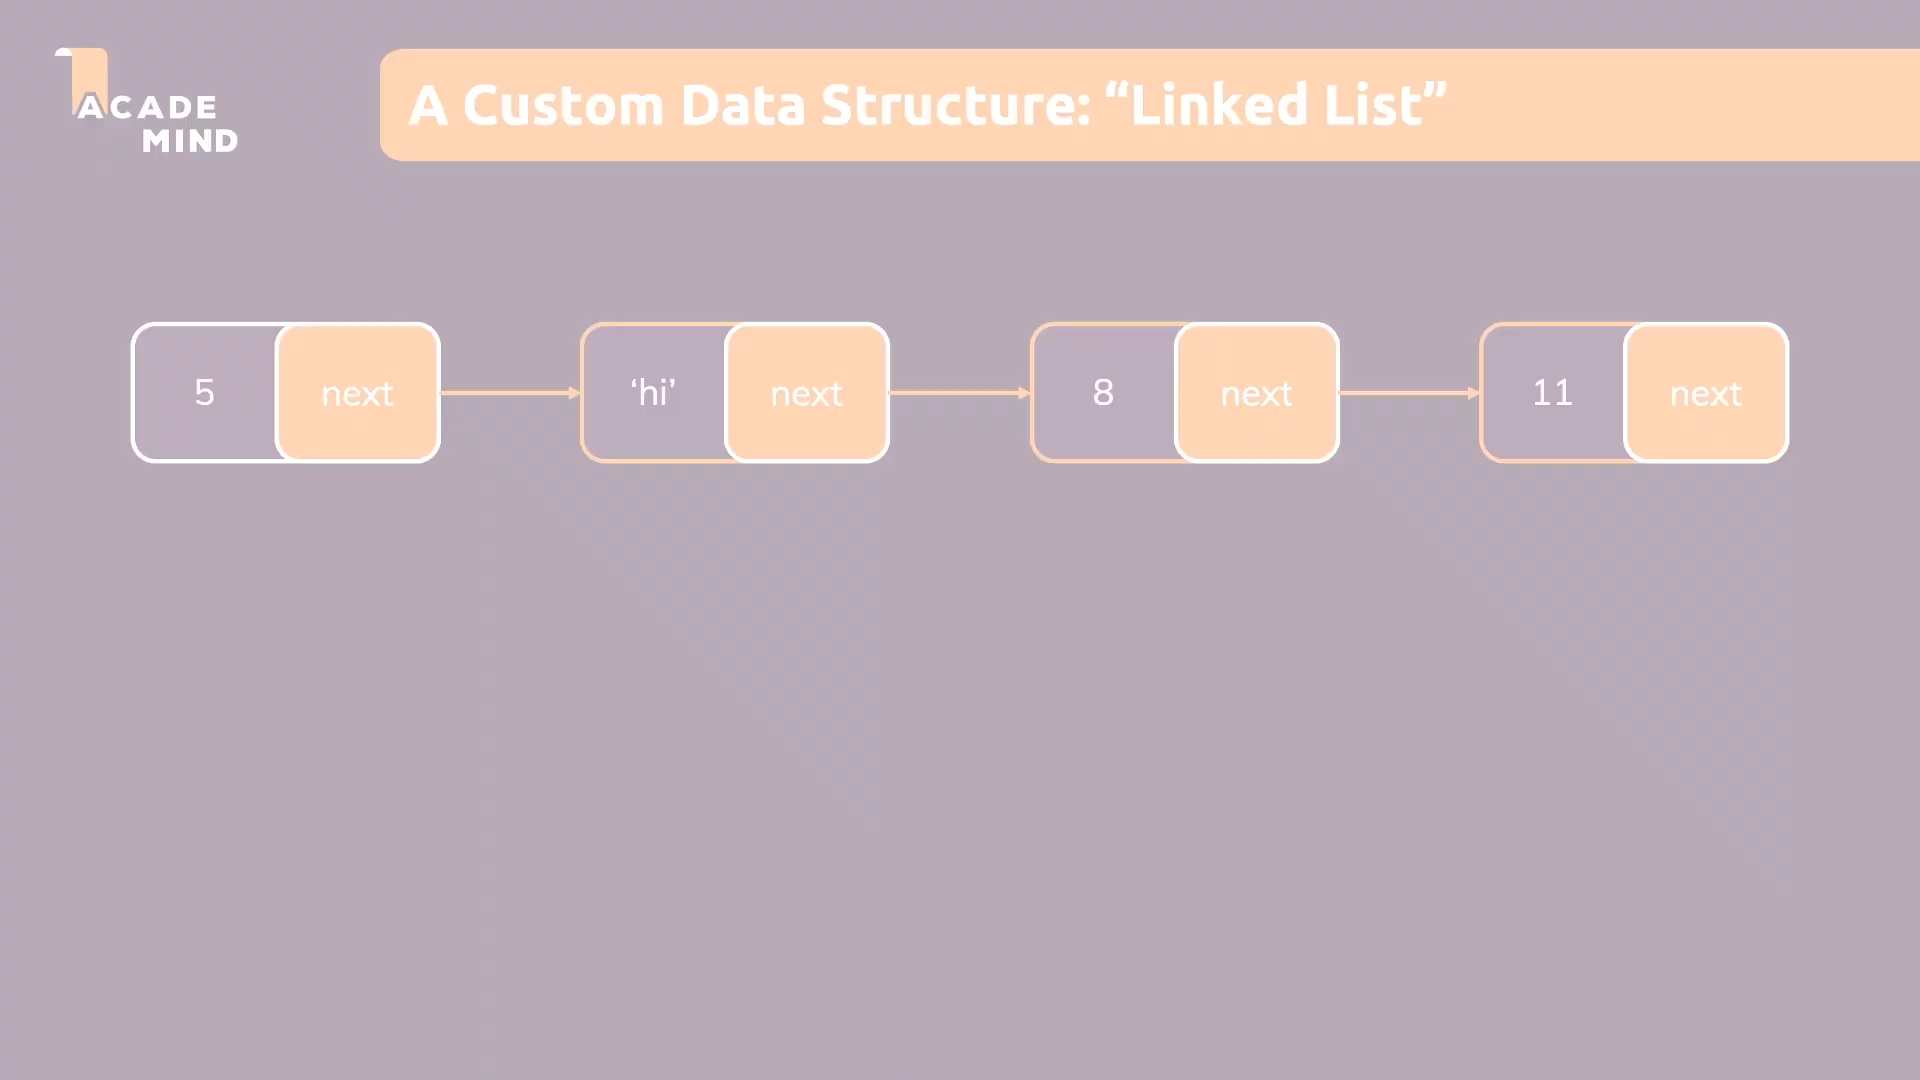 ACADE
MIND
A Custom Data Structure: “Linked List”
5 next ‘hi’ next 8 next 11 next